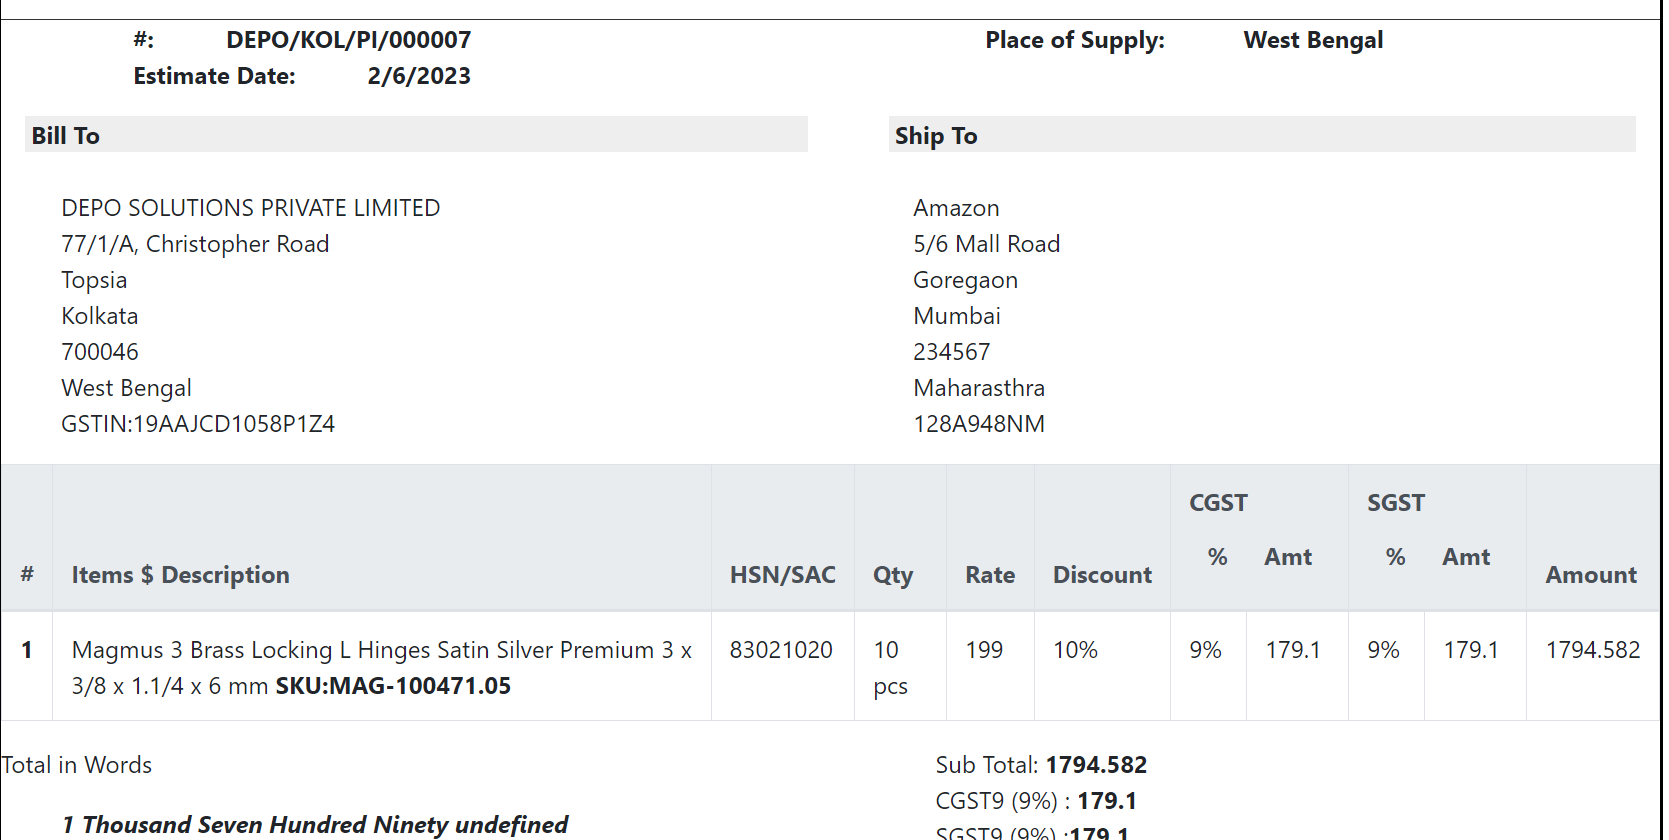 #: DEPO/KOL/PI/000007
Estimate Date: 2/6/2023
Place of Supply: West Bengal
Bill To
DEPO SOLUTIONS PRIVATE LIMITED
77/1/A, Christopher Road
Topsia
Kolkata
700046
West Bengal
GSTIN:19AAJCD1058P1Z4
Ship To
Amazon
5/6 Mall Road
Goregaon
Mumbai
234567
Maharasthra
128A948NM
# Items $ Description HSN/SAC Qty Rate Discount CGST % Amt SGST % Amt Amount
1 Magmus 3 Brass Locking L Hinges Satin Silver Premium 3 x 83021020 10 199 10% 9% 179.1 9% 179.1 1794.582
3/8 x 1.1/4 x 6 mm SKU:MAG-100471.05 pcs
Total in Words
1 Thousand Seven Hundred Ninety undefined
Sub Total: 1794.582
CGST9 (9%) : 179.1
SGST9 (9%) :179.1